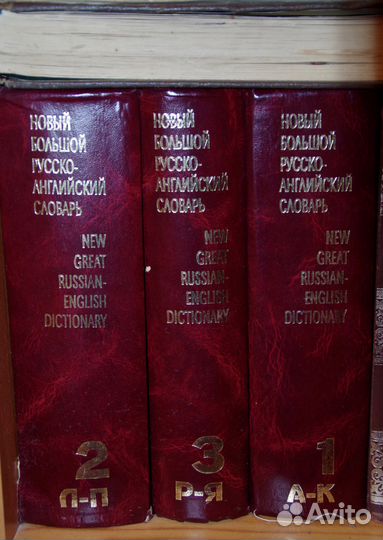 НОВЫЙ
БОЛЬШОЙ
РУССКО-
АНГЛИЙСКИЙ
СЛОВАРЬ
NEW
GREAT
RUSSIAN-
ENGLISH
DICTIONARY
2
Л-П
НОВЫЙ
БОЛЬШОЙ
РУССКО-
АНГЛИЙСКИЙ
СЛОВАРЬ
NEW
GREAT
RUSSIAN-
ENGLISH
DICTIONARY
3
Р-Я
НОВЫЙ
БОЛЬШОЙ
РУССКО-
АНГЛИЙСКИЙ
СЛОВАРЬ
NEW
GREAT
RUSSIAN-
ENGLISH
DICTIONARY
1
А-К
Avito